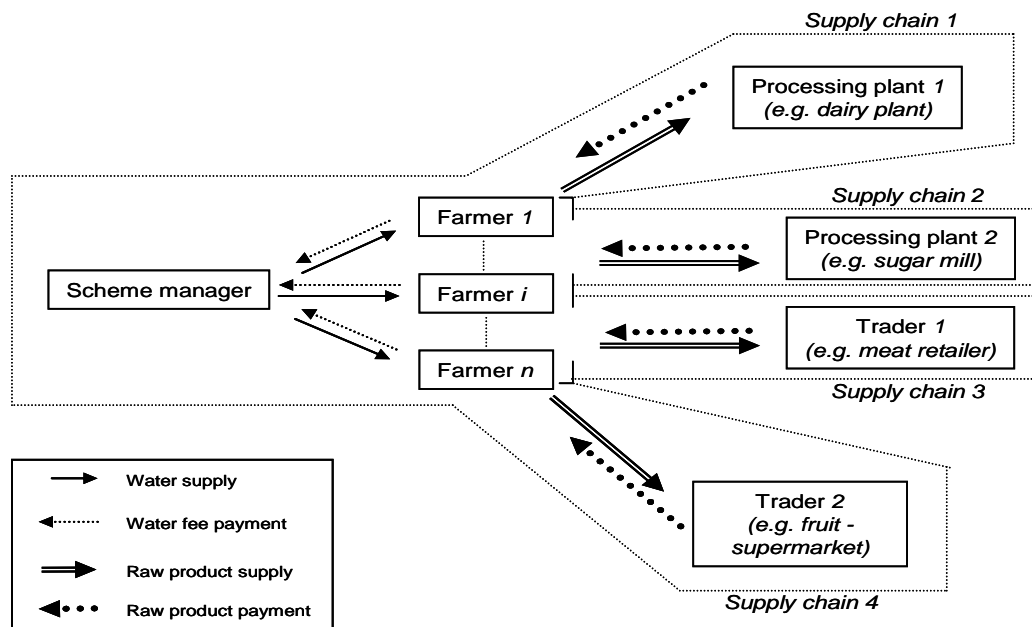 Supply chain 1
Processing plant 1
(e.g. dairy plant)
Supply chain 2
Farmer 1
Processing plant 2
(e.g. sugar mill)
Scheme manager
Farmer i
Trader 1
(e.g. meat retailer)
Farmer n
Supply chain 3
Water supply
Water fee payment
Raw product supply
Raw product payment
Trader 2
(e.g. fruit -
supermarket)
Supply chain 4